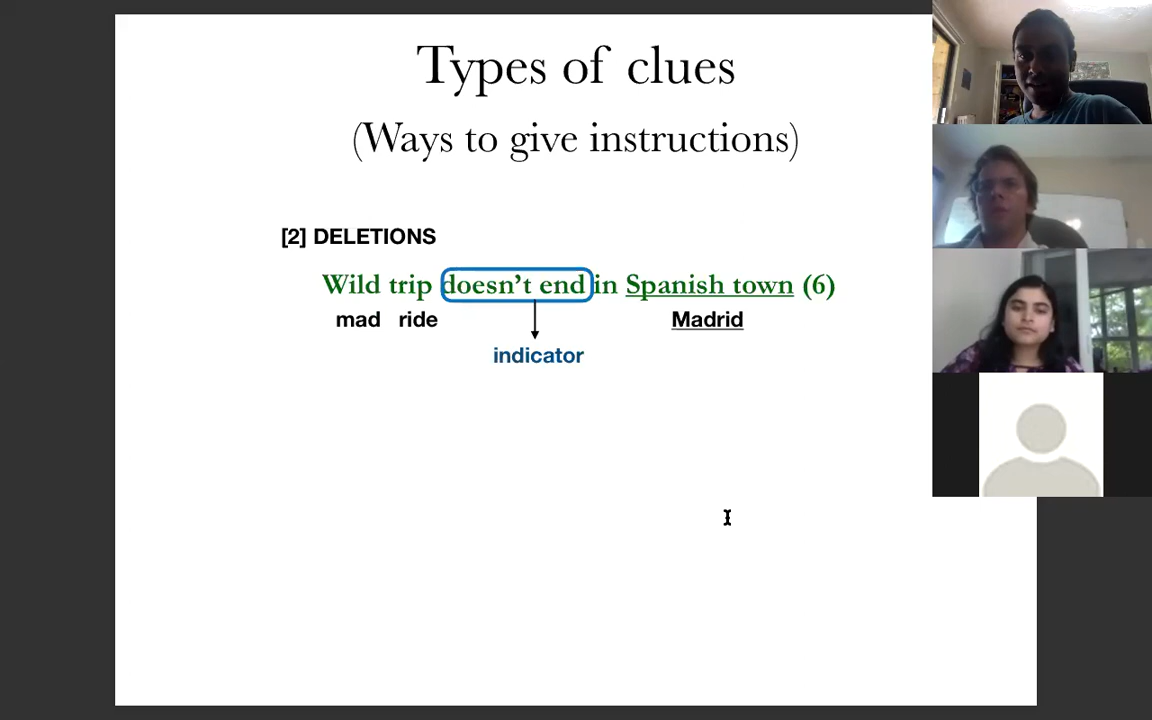 Types of clues
(Ways to give instructions)
[2] DELETIONS
Wild trip doesn't end in Spanish town (6)
mad ride Madrid
indicator